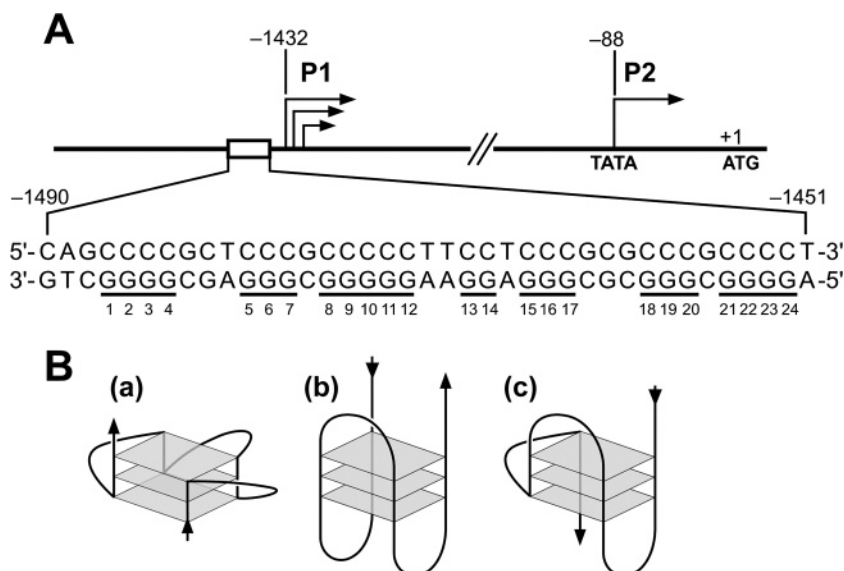 A
–1432
–88
P1
P2
+1
TATA
ATG
–1490
–1451
5'-CAGCCCCGCTCCCGCCCCCTTCCTCCCGCGCCCGCCCCT-3'
3'-GTCGGGGCGAGGGCGGGGGAAGGAGGGCGCGGGCGGGGA-5'
1 2 3 4 5 6 7 8 9 10 11 12 13 14 15 16 17 18 19 20 21 22 23 24
B
(a)
(b)
(c)